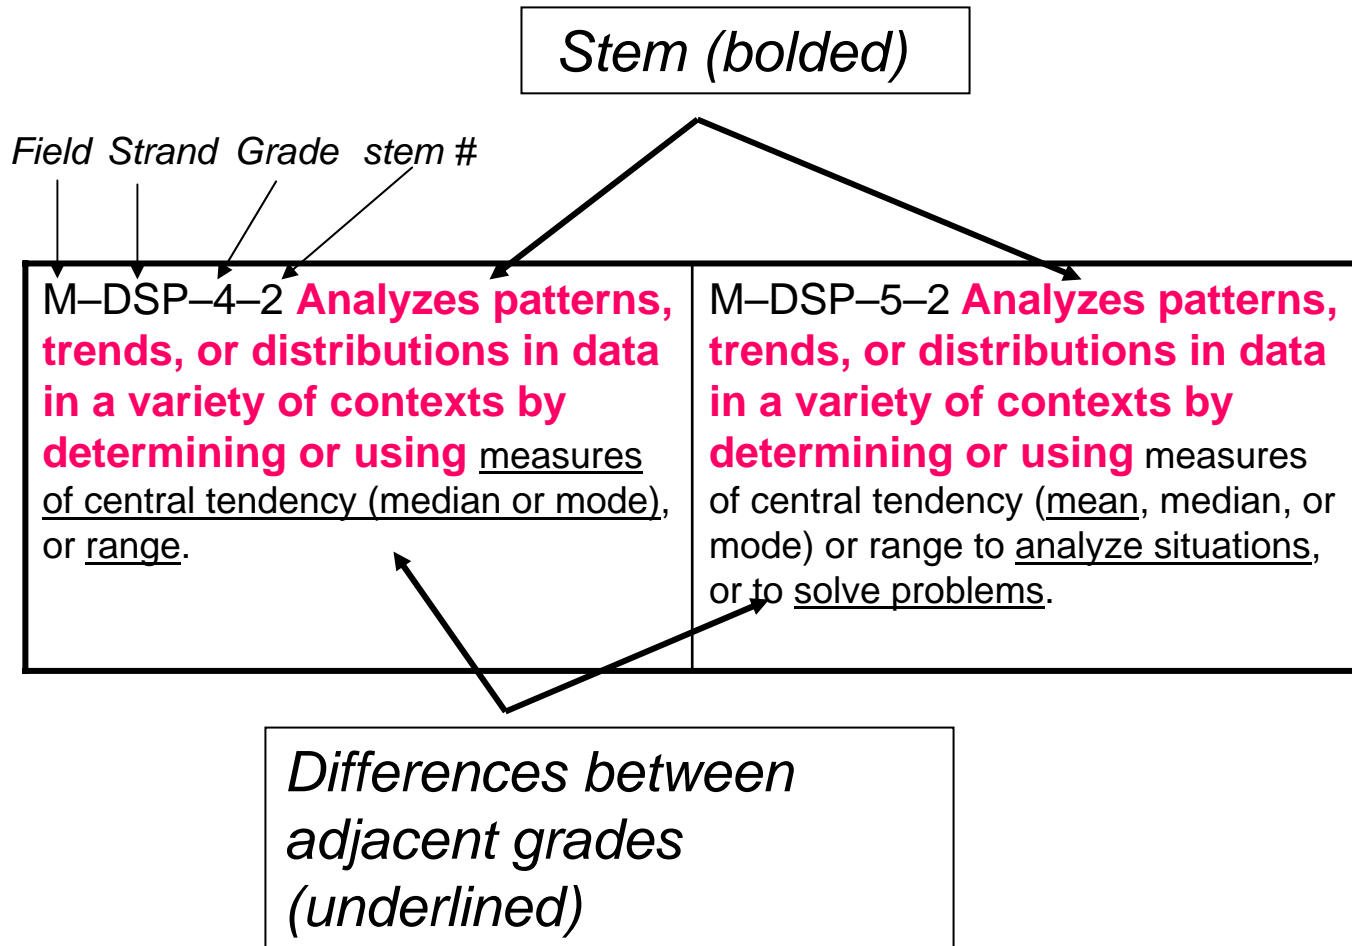 Stem (bolded)
Field Strand Grade stem #
M–DSP–4–2 Analyzes patterns,
trends, or distributions in data
in a variety of contexts by
determining or using measures
of central tendency (median or mode),
or range.
M–DSP–5–2 Analyzes patterns,
trends, or distributions in data
in a variety of contexts by
determining or using measures
of central tendency (mean, median, or
mode) or range to analyze situations,
or to solve problems.
Differences between
adjacent grades
(underlined)